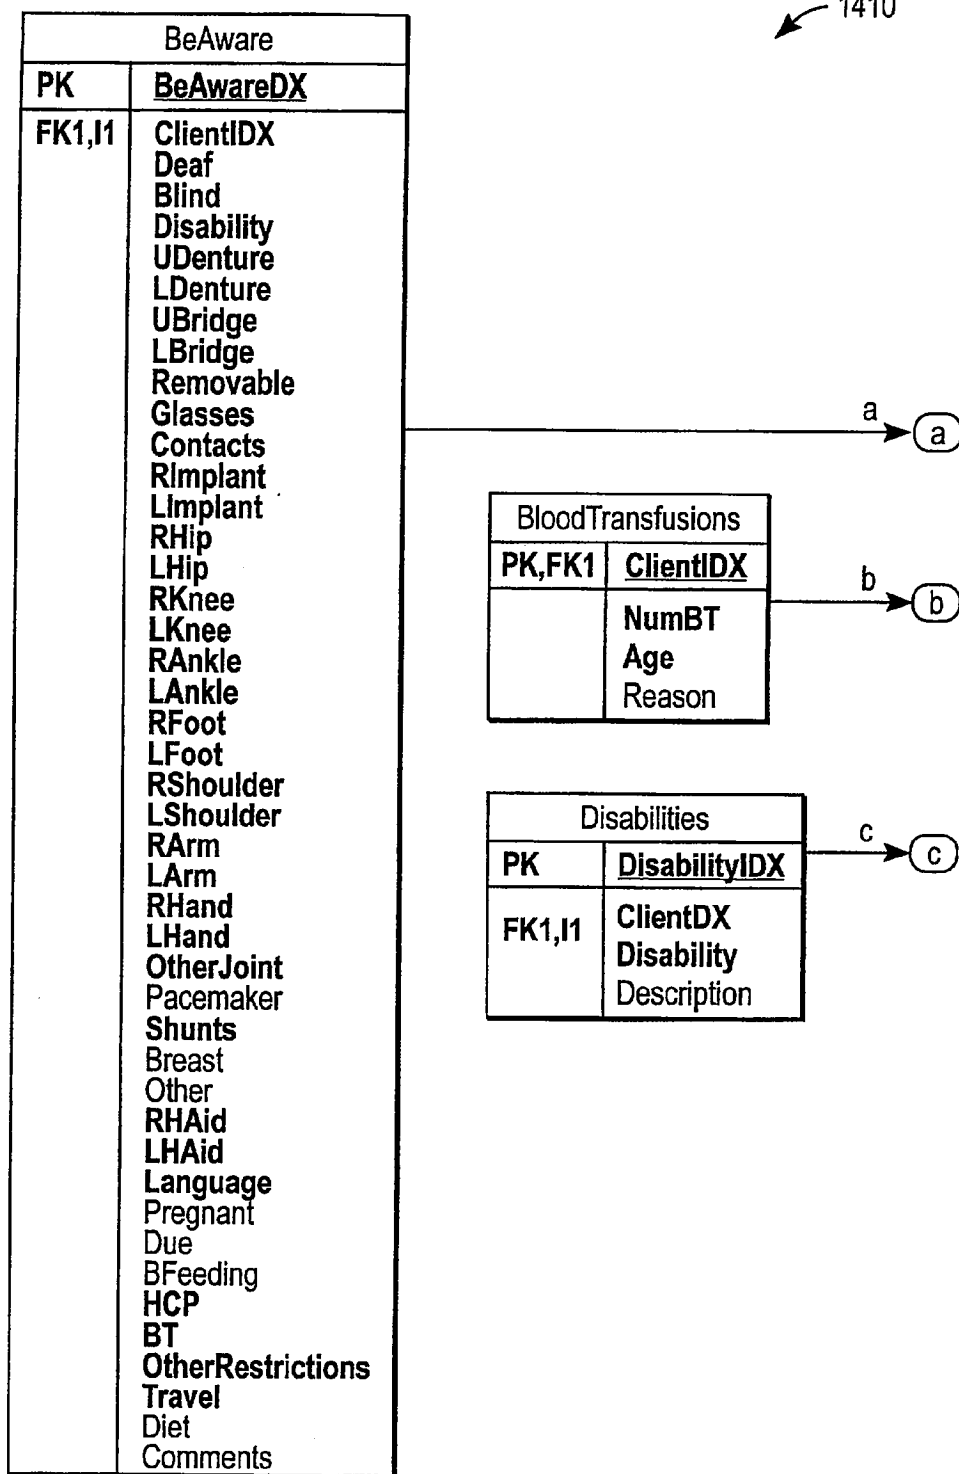 1410
BeAware
PK BeAwareDX
FK1,I1 ClientIDX
Deaf
Blind
Disability
UDenture
LDenture
UBridge
LBridge
Removable
Glasses
Contacts
RImplant
LImplant
RHip
LHip
RKnee
LKnee
RAnkle
LAnkle
RFoot
LFoot
RShoulder
LShoulder
RArm
LArm
RHand
LHand
OtherJoint
Pacemaker
Shunts
Breast
Other
RHAid
LHAid
Language
Pregnant
Due
BFeeding
HCP
BT
OtherRestrictions
Travel
Diet
Comments
a a
BloodTransfusions
PK,FK1 ClientIDX
NumBT
Age
Reason
b b
Disabilities
PK DisabilityIDX
FK1,I1 ClientDX
Disability
Description
c c